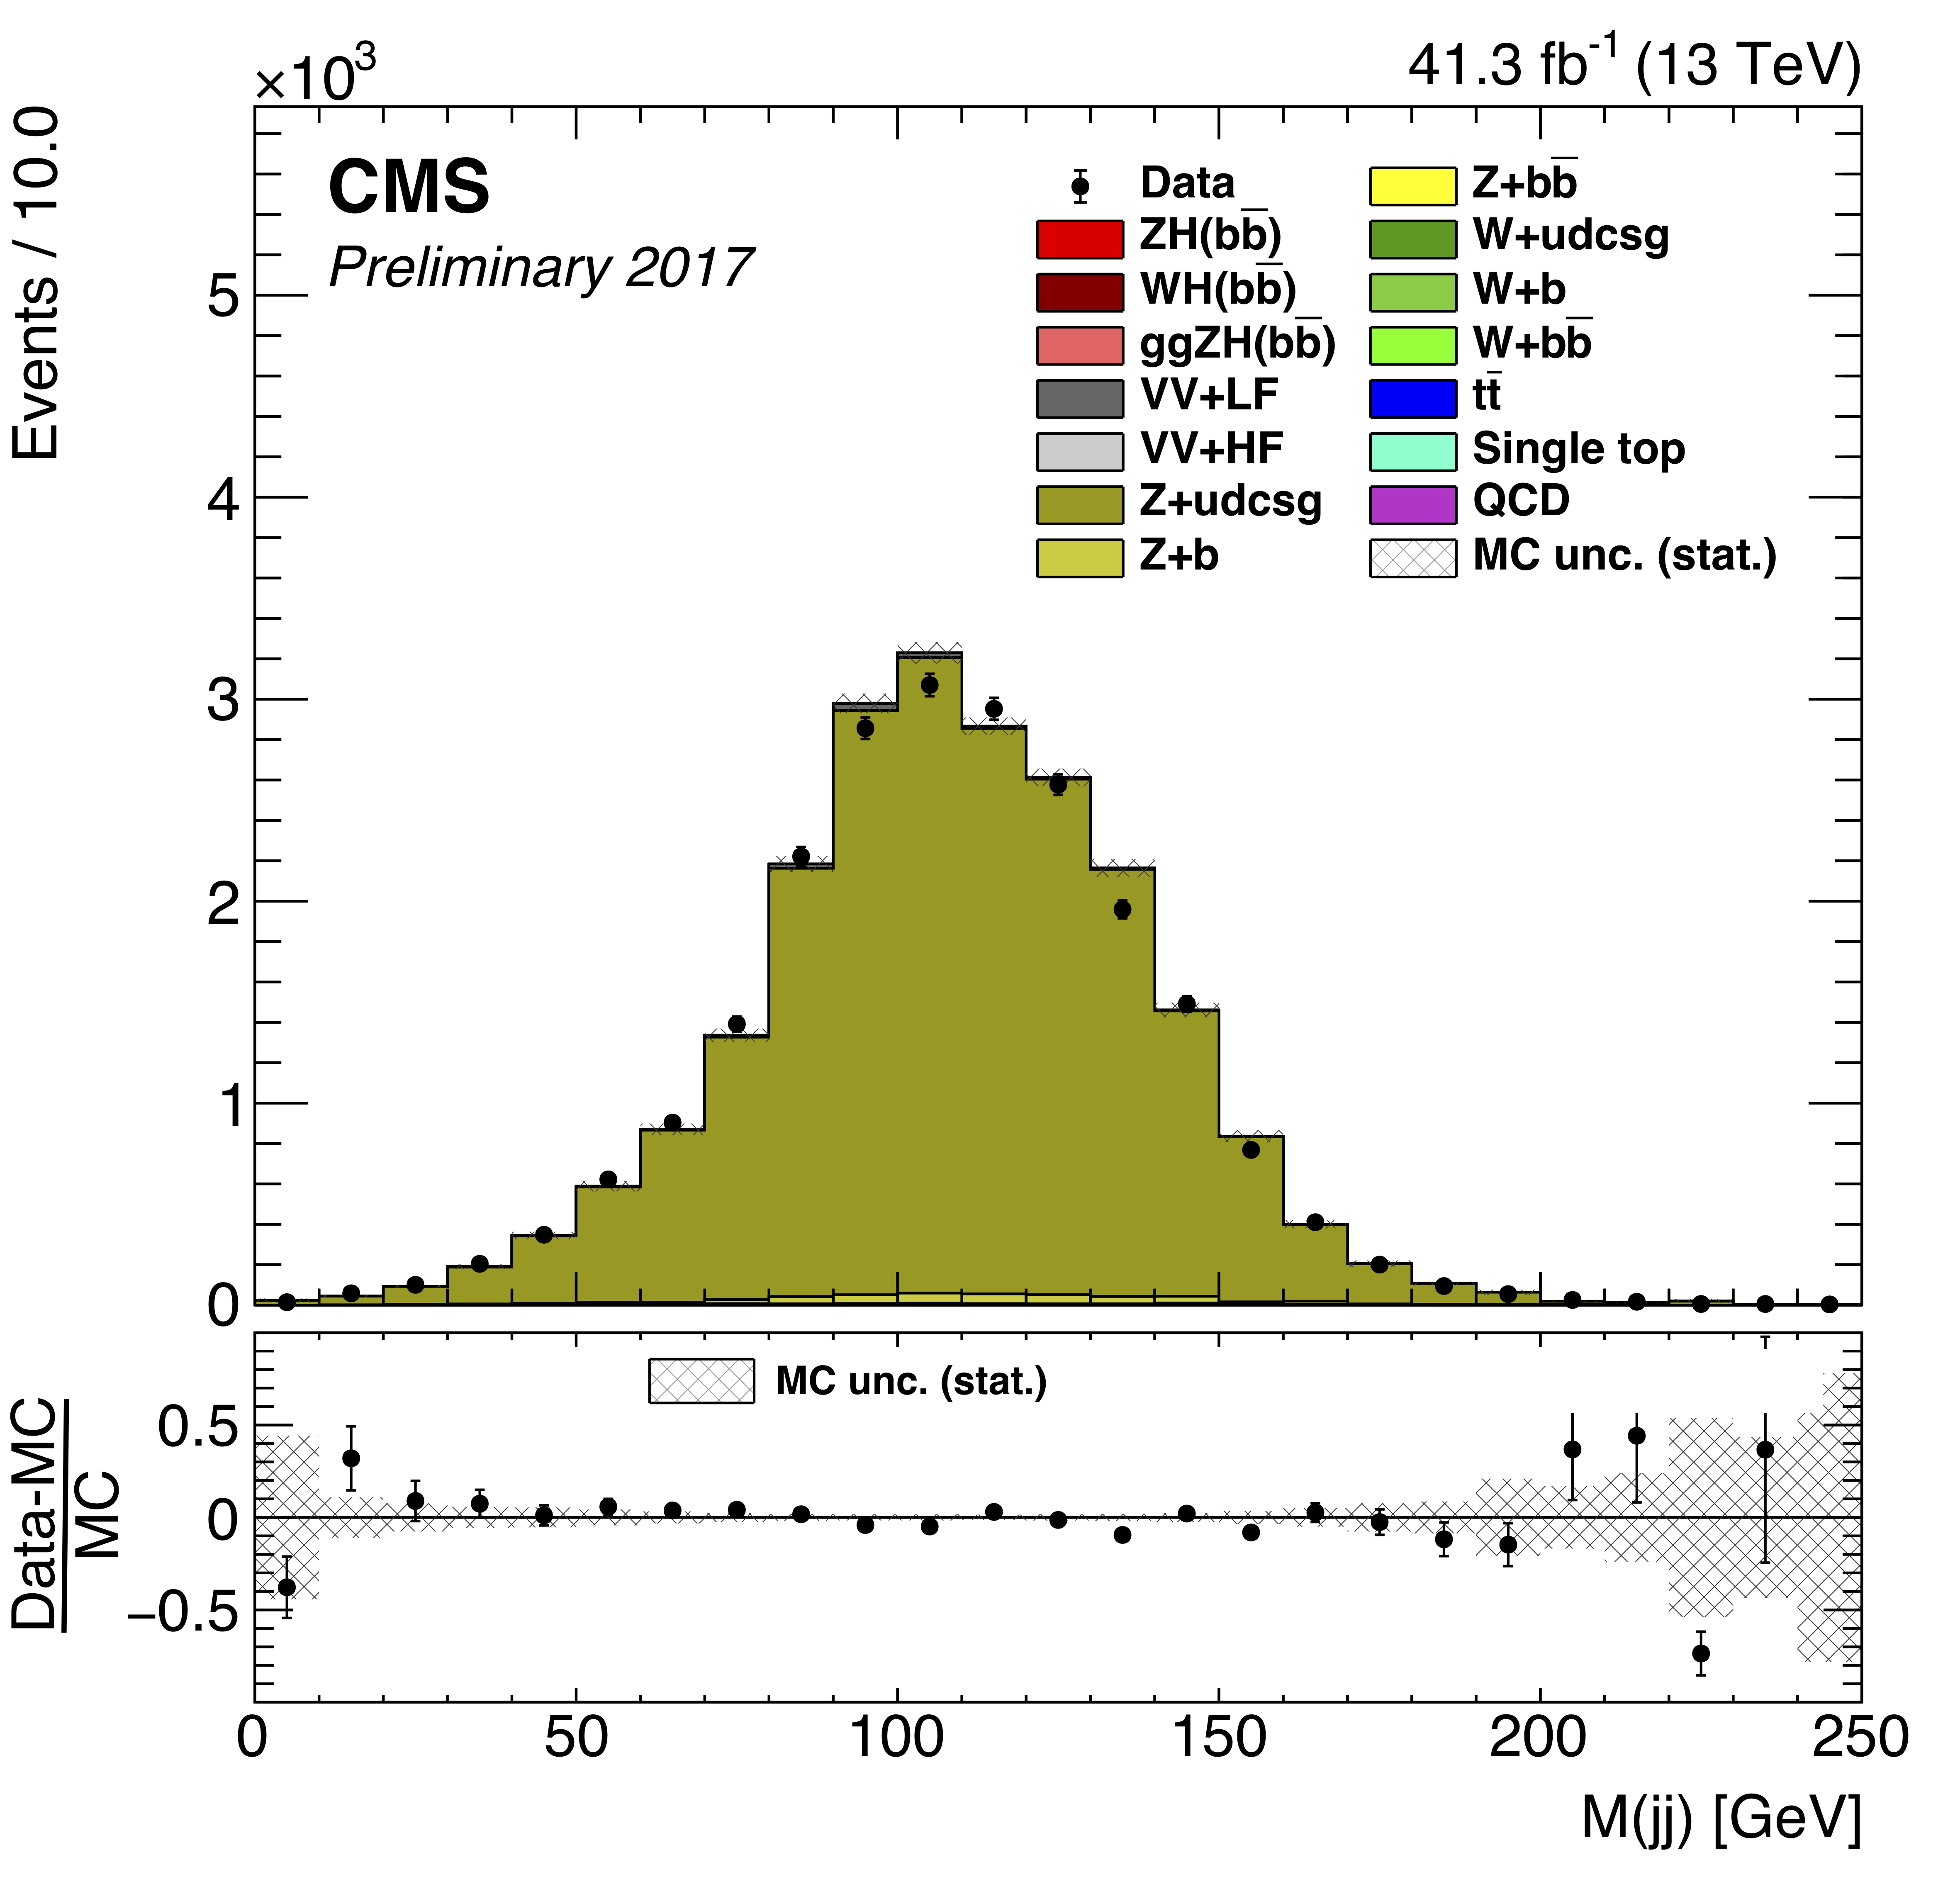 ×10³
41.3 fb⁻¹ (13 TeV)
Events / 10.0
CMS
Preliminary 2017
Data
ZH(bb̅)
WH(bb̅)
ggZH(bb̅)
VV+LF
VV+HF
Z+udcsg
Z+b
Z+bb̅
W+udcsg
W+b
W+bb̅
tt̅
Single top
QCD
MC unc. (stat.)
5
4
3
2
1
0
MC unc. (stat.)
Data-MC
MC
0.5
0
−0.5
0 50 100 150 200 250
M(jj) [GeV]